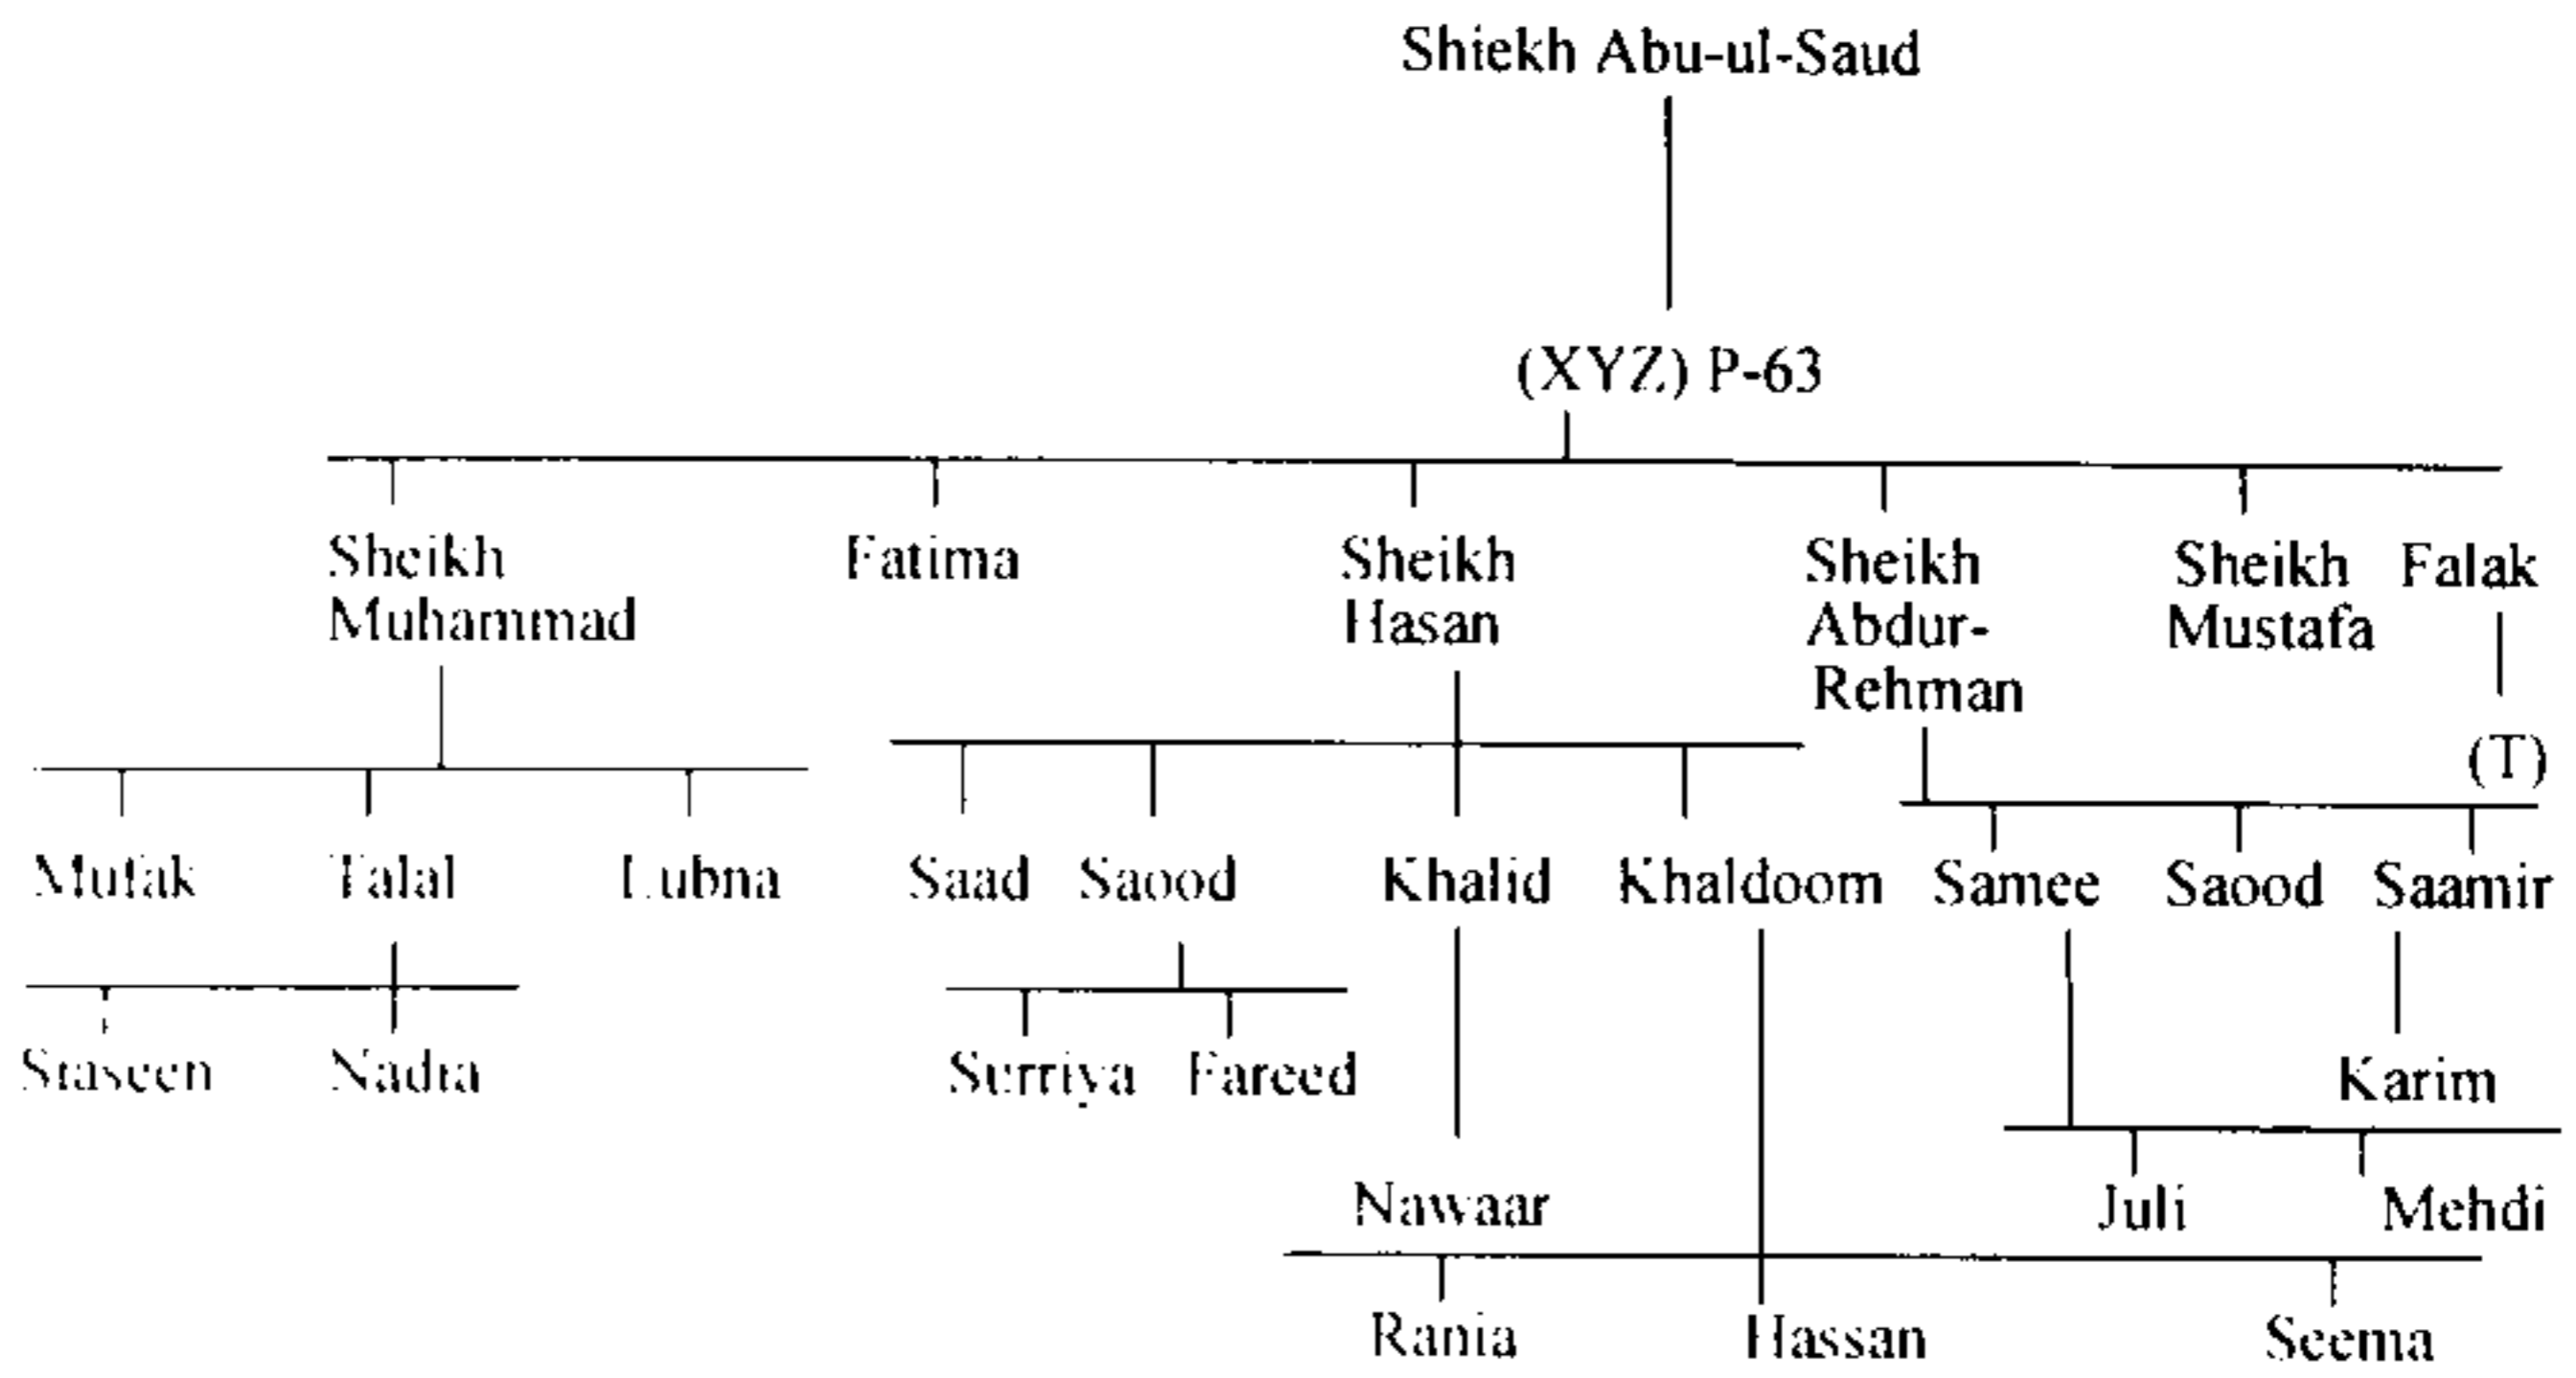 Shiekh Abu-ul-Saud
(XYZ) P-63
Sheikh Muhammad
Fatima
Sheikh Hasan
Sheikh Abdur-Rehman
Sheikh Mustafa
Falak
(T)
Mufak Talal Lubna Saad Saood Khalid Khaldoom Samee Saood Saamir
Nadia Surriya Fareed Karim
Nawaar Juli Mehdi
Rania Hassan Seema